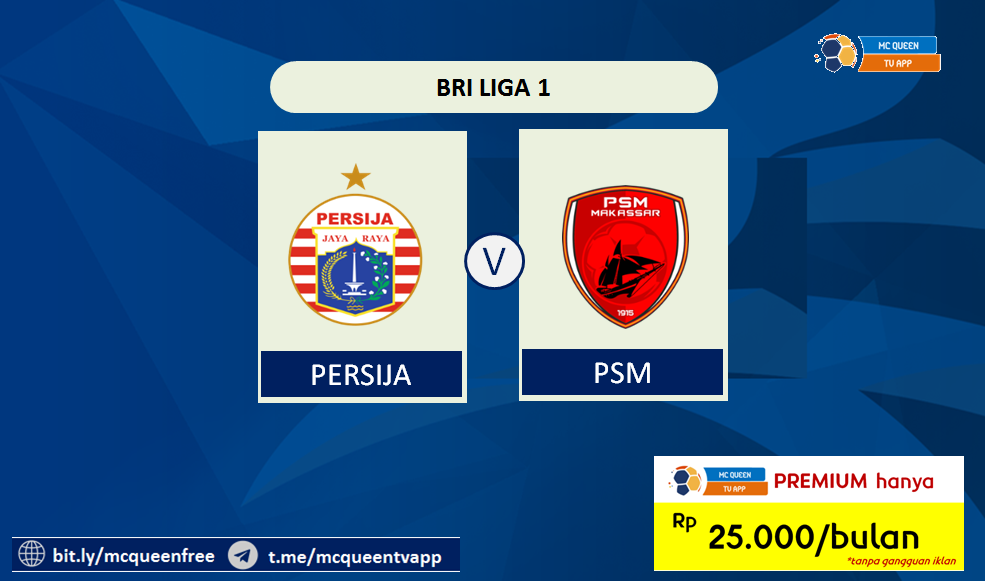 MC QUEEN
TV APP
BRI LIGA 1
PERSIJA
JAYA RAYA
PSM
MAKASSAR
1915
V
PERSIJA
PSM
MC QUEEN
TV APP
PREMIUM hanya
Rp 25.000/bulan
*tanpa gangguan iklan
bit.ly/mcqueenfree
t.me/mcqueentvapp